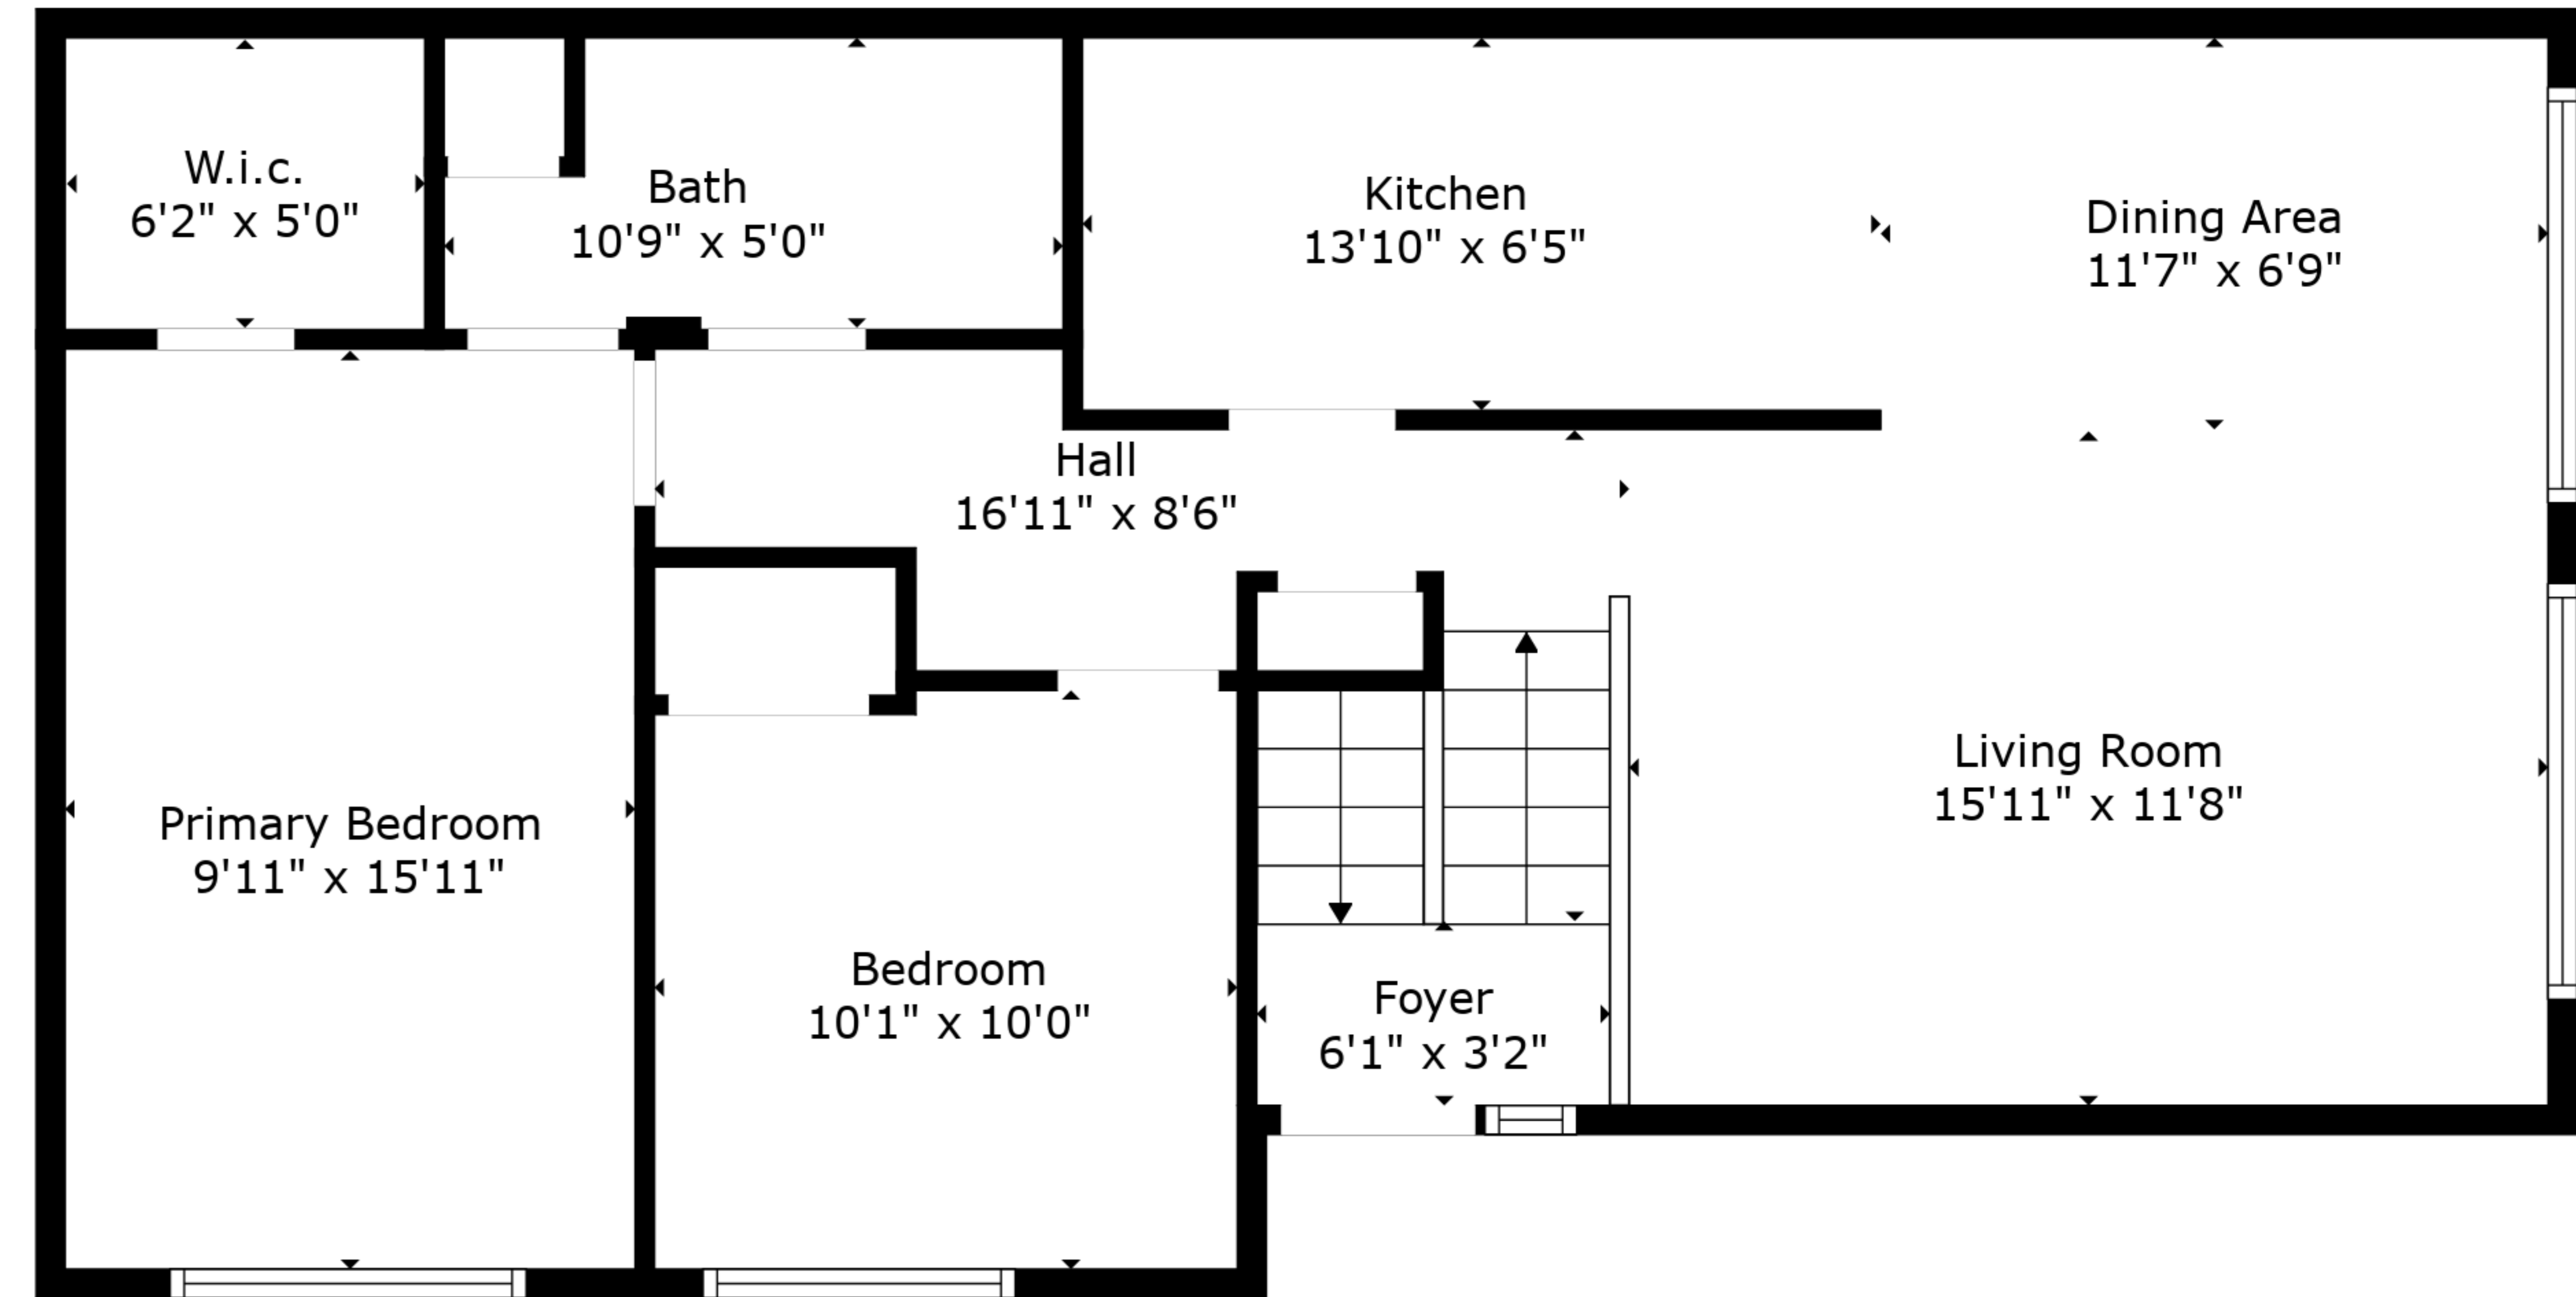 W.i.c.
6'2" x 5'0"
Bath
10'9" x 5'0"
Kitchen
13'10" x 6'5"
Dining Area
11'7" x 6'9"
Hall
16'11" x 8'6"
Living Room
15'11" x 11'8"
Primary Bedroom
9'11" x 15'11"
Bedroom
10'1" x 10'0"
Foyer
6'1" x 3'2"